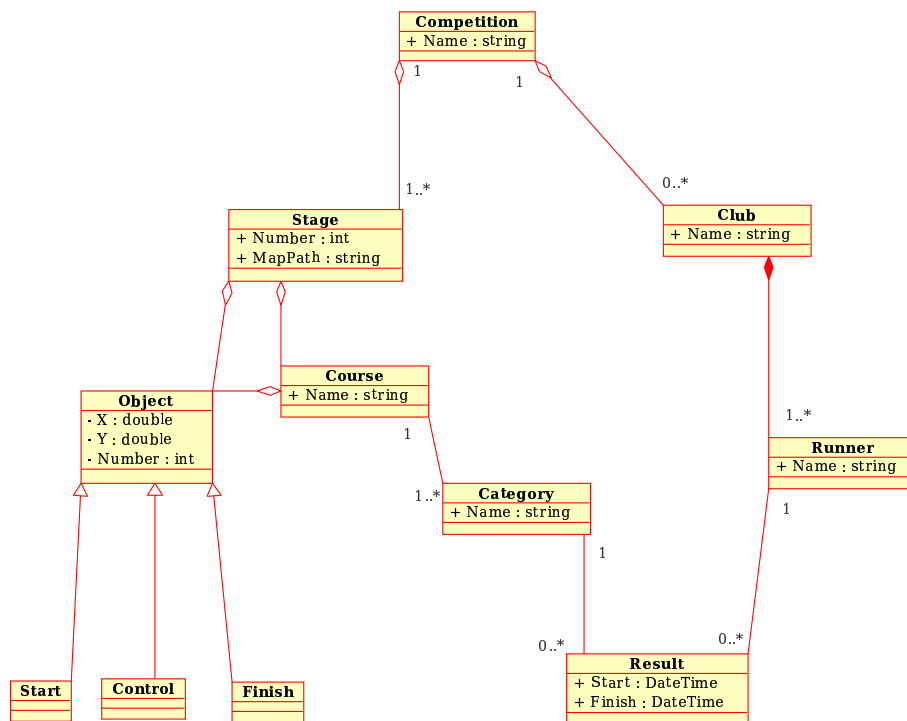 Competition
+ Name : string
1
1
1..*
0..*
Stage
+ Number : int
+ MapPath : string
Club
+ Name : string
Course
+ Name : string
Object
- X : double
- Y : double
- Number : int
1
1..*
1..*
Runner
+ Name : string
Category
+ Name : string
1
1
0..*
0..*
Result
+ Start : DateTime
+ Finish : DateTime
Start
Control
Finish